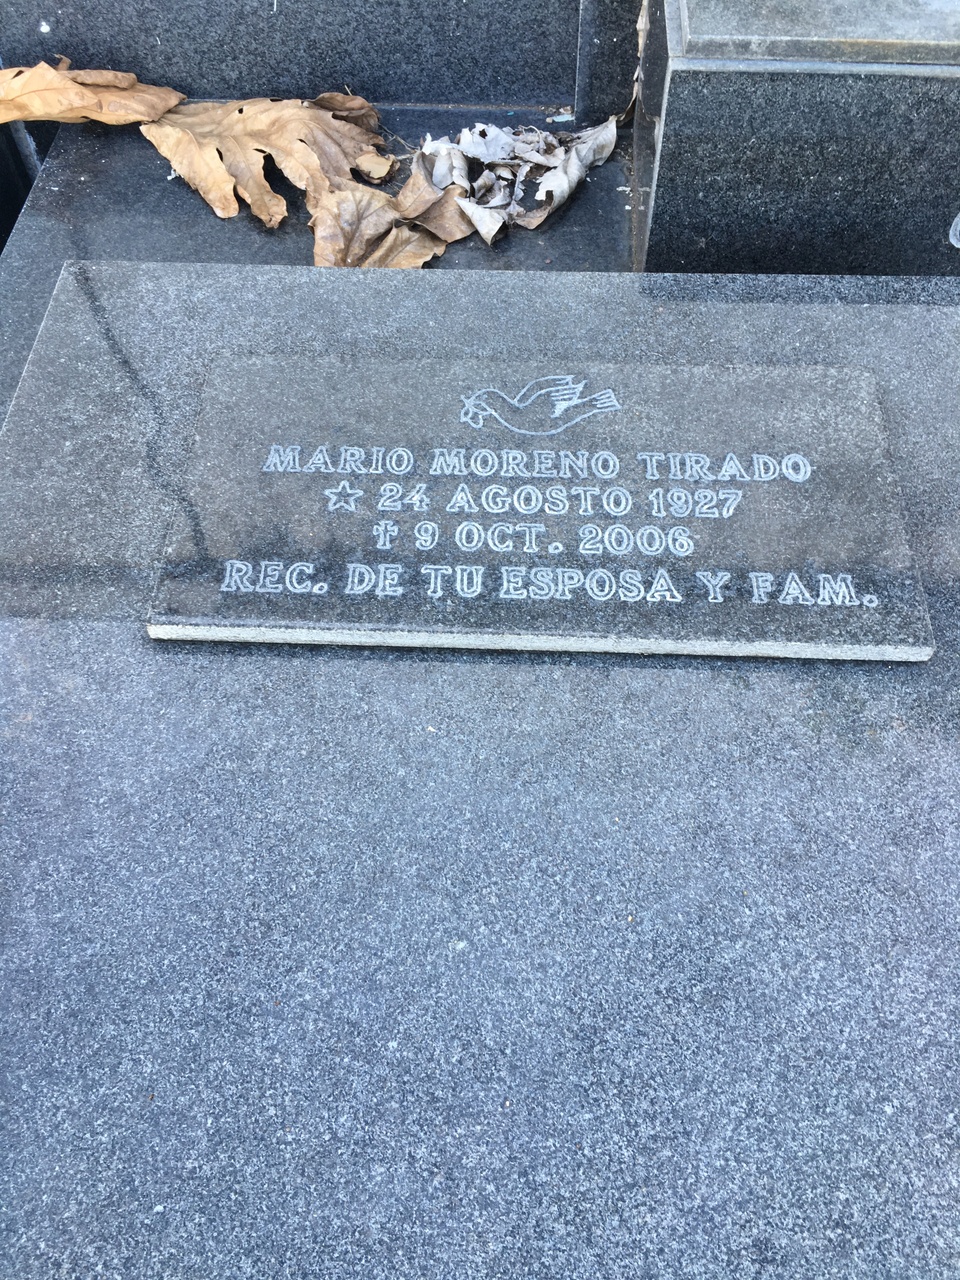 MARIO MORENO TIRADO
☆ 24 AGOSTO 1927
✝ 9 OCT. 2006
REC. DE TU ESPOSA Y FAM.